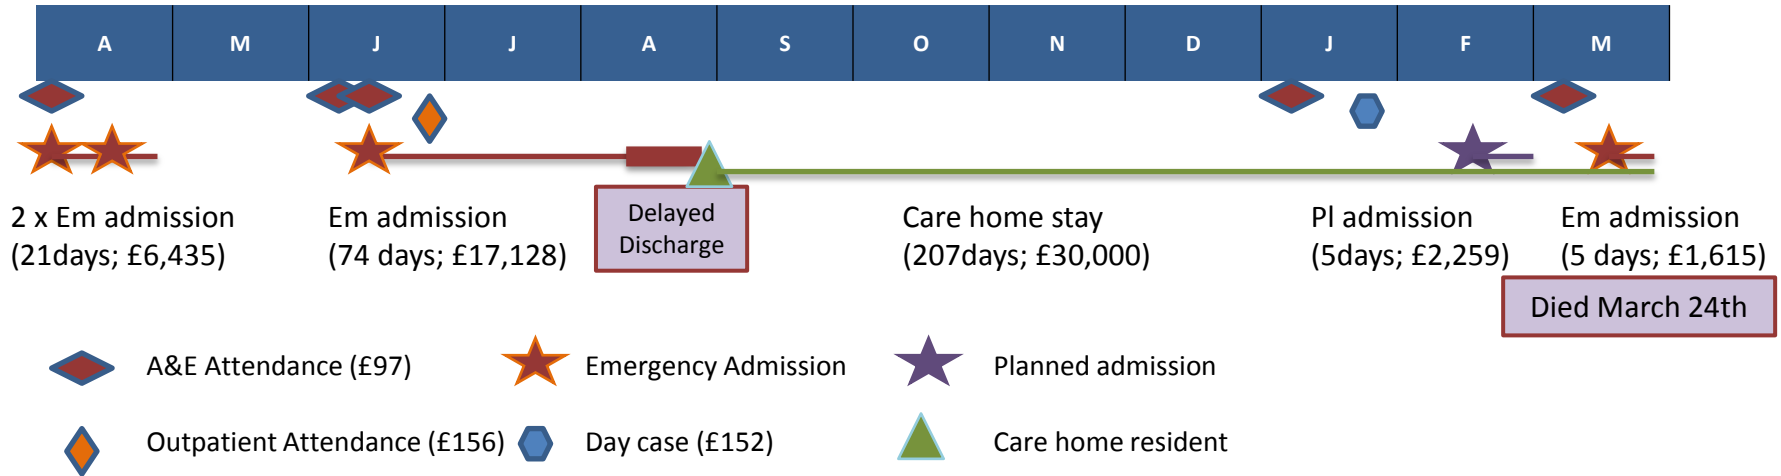 A M J J A S O N D J F M
2 x Em admission
(21days; £6,435)
Em admission
(74 days; £17,128)
Delayed
Discharge
Care home stay
(207days; £30,000)
Pl admission
(5days; £2,259)
Em admission
(5 days; £1,615)
Died March 24th
A&E Attendance (£97)
Emergency Admission
Planned admission
Outpatient Attendance (£156)
Day case (£152)
Care home resident